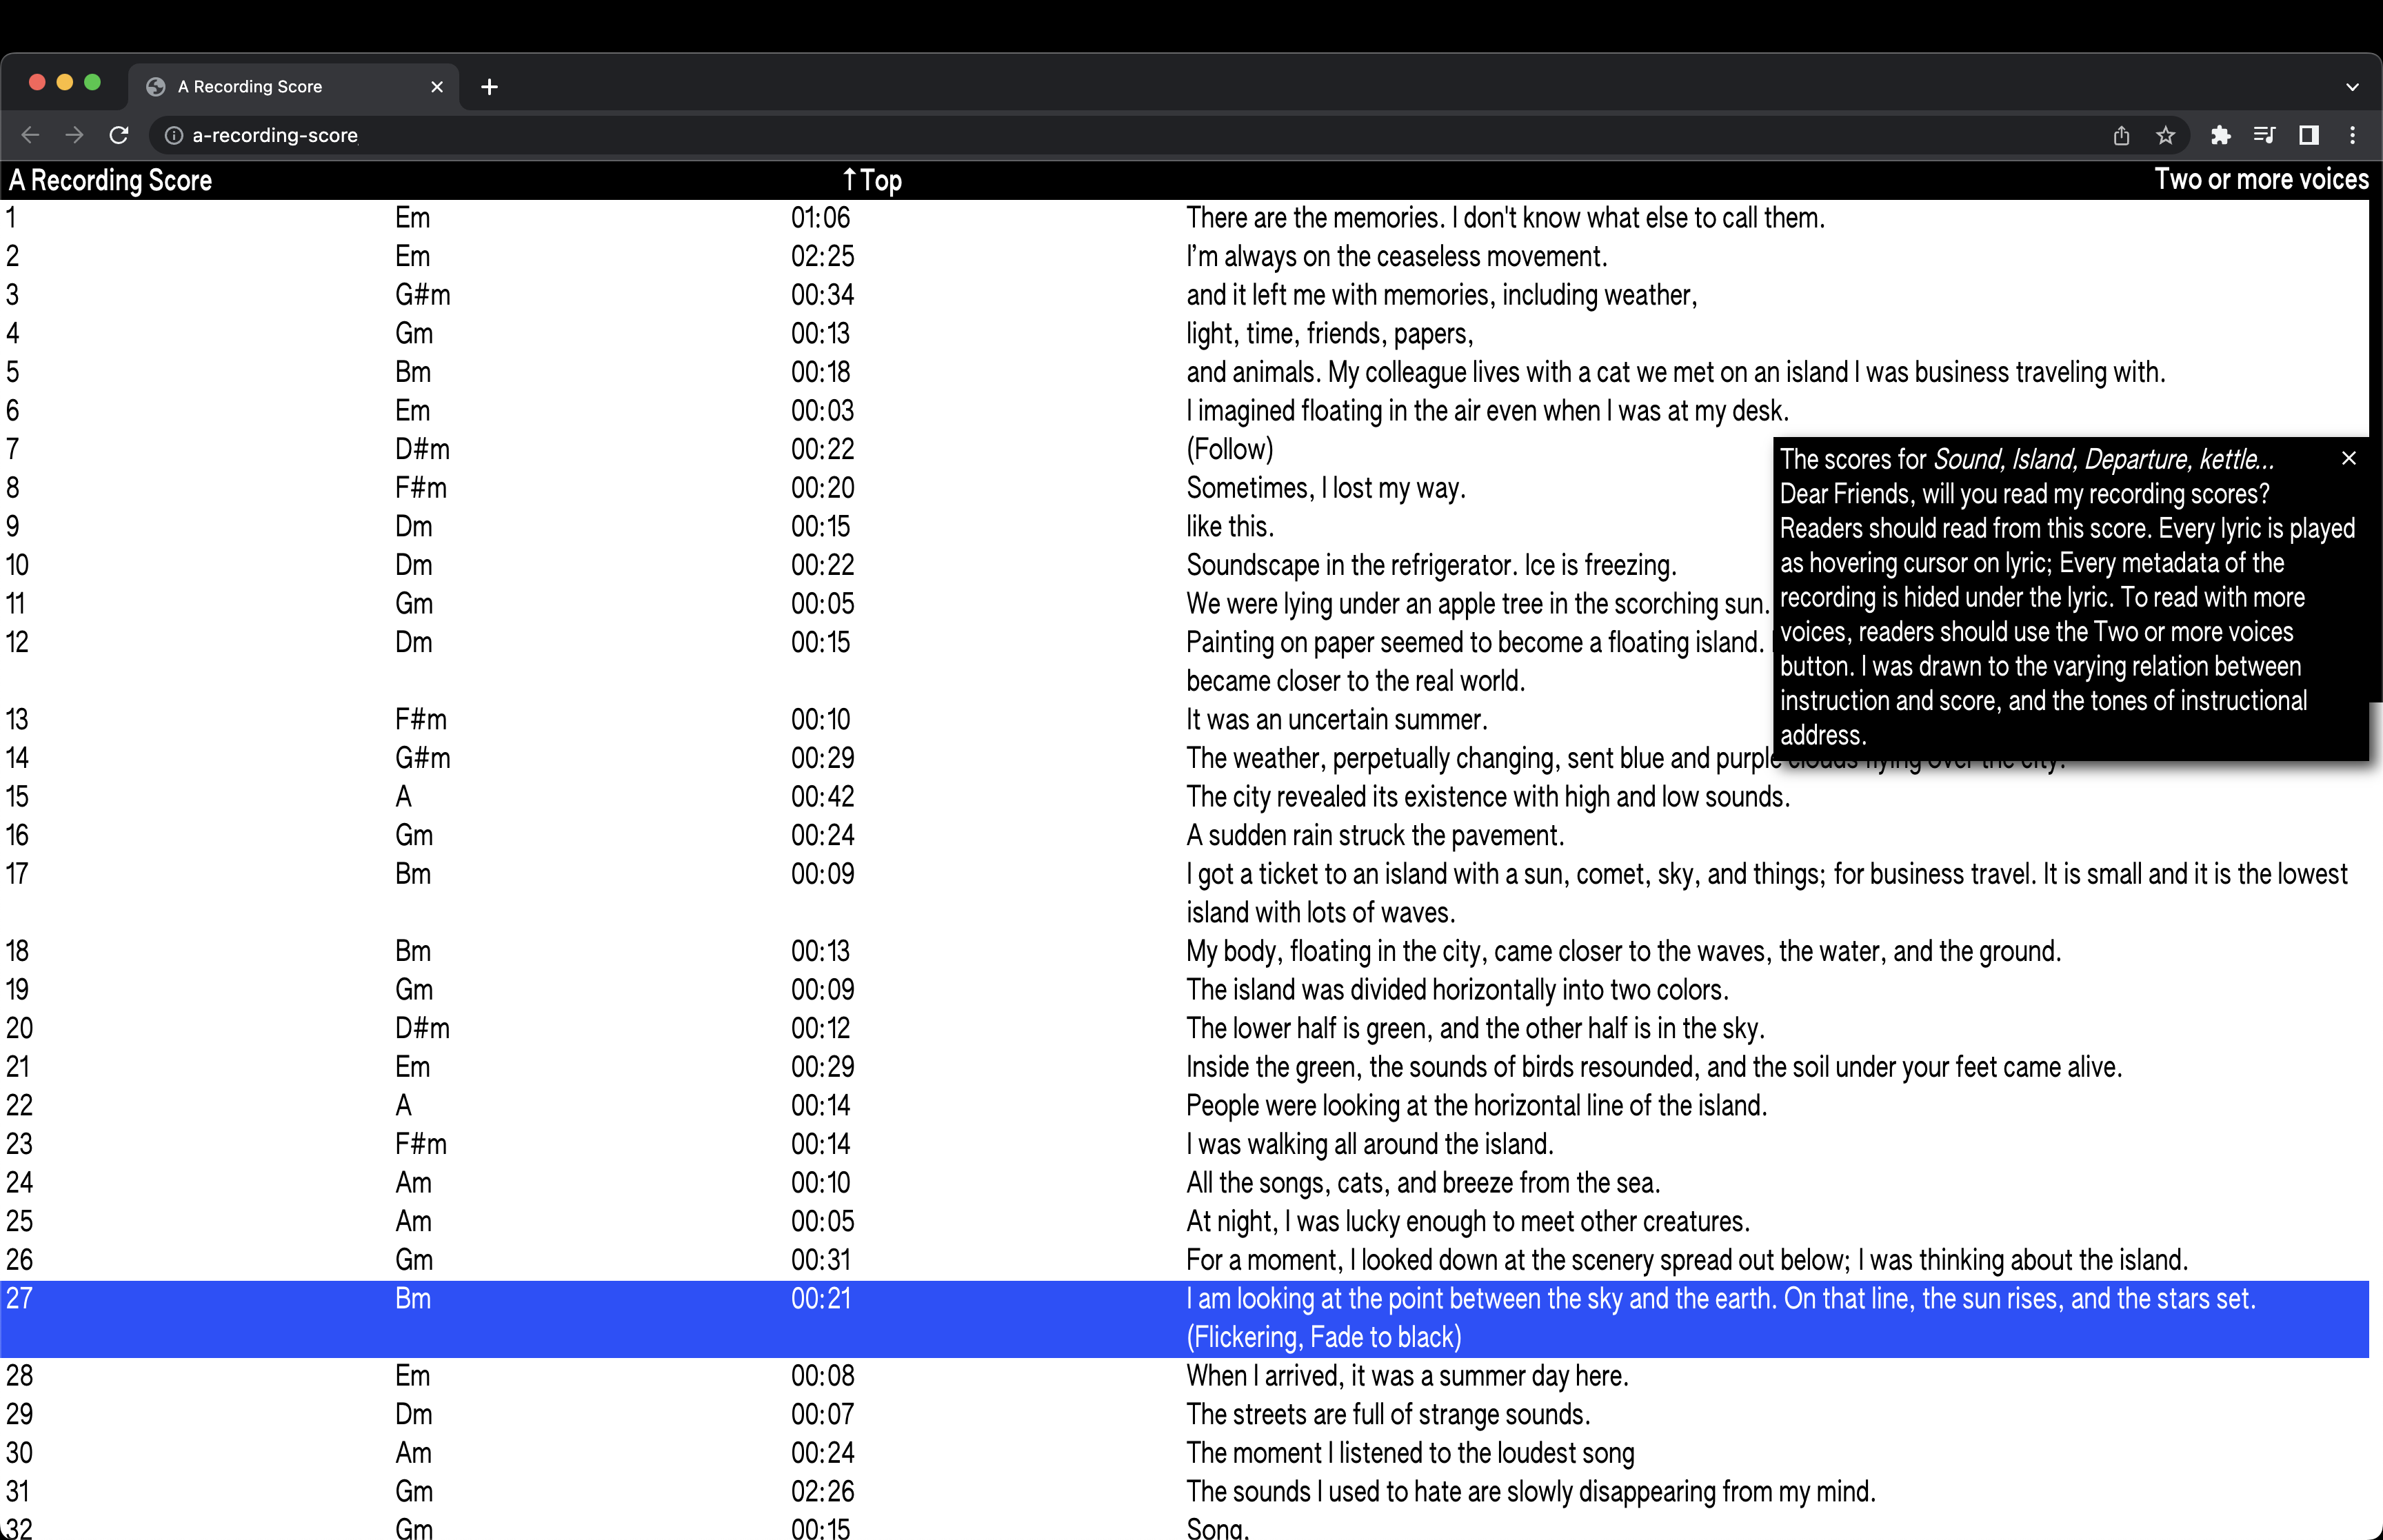 A Recording Score
a-recording-score
A Recording Score ↑Top Two or more voices
1 Em 01:06 There are the memories. I don't know what else to call them.
2 Em 02:25 I’m always on the ceaseless movement.
3 G#m 00:34 and it left me with memories, including weather,
4 Gm 00:13 light, time, friends, papers,
5 Bm 00:18 and animals. My colleague lives with a cat we met on an island I was business traveling with.
6 Em 00:03 I imagined floating in the air even when I was at my desk.
7 D#m 00:22 (Follow)
8 F#m 00:20 Sometimes, I lost my way.
9 Dm 00:15 like this.
10 Dm 00:22 Soundscape in the refrigerator. Ice is freezing.
11 Gm 00:05 We were lying under an apple tree in the scorching sun.
12 Dm 00:15 Painting on paper seemed to become a floating island.
became closer to the real world.
13 F#m 00:10 It was an uncertain summer.
14 G#m 00:29 The weather, perpetually changing, sent blue and purple clouds flying over the city.
15 A 00:42 The city revealed its existence with high and low sounds.
16 Gm 00:24 A sudden rain struck the pavement.
17 Bm 00:09 I got a ticket to an island with a sun, comet, sky, and things; for business travel. It is small and it is the lowest
island with lots of waves.
18 Bm 00:13 My body, floating in the city, came closer to the waves, the water, and the ground.
19 Gm 00:09 The island was divided horizontally into two colors.
20 D#m 00:12 The lower half is green, and the other half is in the sky.
21 Em 00:29 Inside the green, the sounds of birds resounded, and the soil under your feet came alive.
22 A 00:14 People were looking at the horizontal line of the island.
23 F#m 00:14 I was walking all around the island.
24 Am 00:10 All the songs, cats, and breeze from the sea.
25 Am 00:05 At night, I was lucky enough to meet other creatures.
26 Gm 00:31 For a moment, I looked down at the scenery spread out below; I was thinking about the island.
27 Bm 00:21 I am looking at the point between the sky and the earth. On that line, the sun rises, and the stars set.
(Flickering, Fade to black)
28 Em 00:08 When I arrived, it was a summer day here.
29 Dm 00:07 The streets are full of strange sounds.
30 Am 00:24 The moment I listened to the loudest song
31 Gm 02:26 The sounds I used to hate are slowly disappearing from my mind.
32 Gm 00:15 Song,
The scores for Sound, Island, Departure, kettle...
Dear Friends, will you read my recording scores?
Readers should read from this score. Every lyric is played
as hovering cursor on lyric; Every metadata of the
recording is hided under the lyric. To read with more
voices, readers should use the Two or more voices
button. I was drawn to the varying relation between
instruction and score, and the tones of instructional
address.